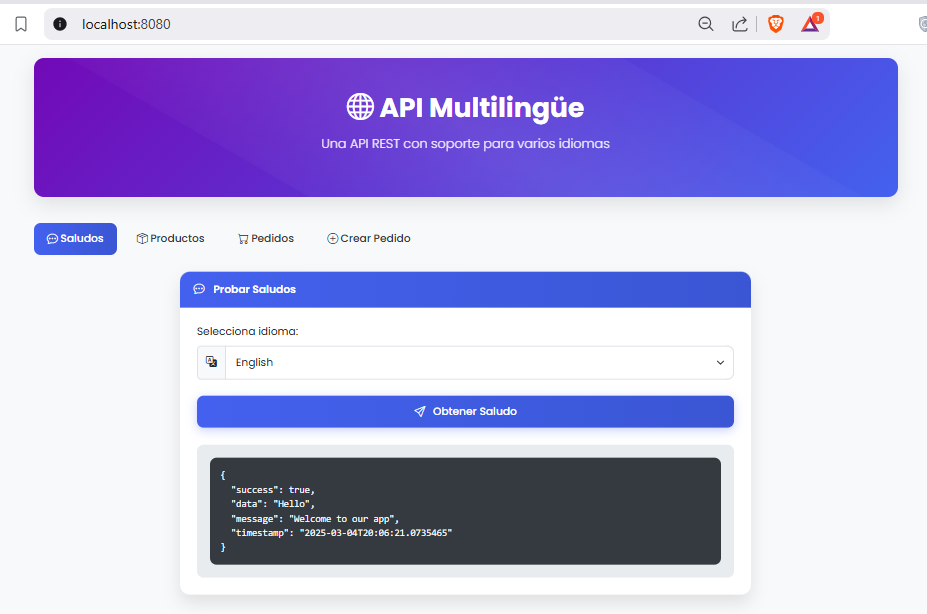 localhost:8080
1
API Multilingüe
Una API REST con soporte para varios idiomas
Saludos
Productos
Pedidos
Crear Pedido
Probar Saludos
Selecciona idioma:
English
Obtener Saludo
{
"success": true,
"data": "Hello",
"message": "Welcome to our app",
"timestamp": "2025-03-04T20:06:21.0735465"
}